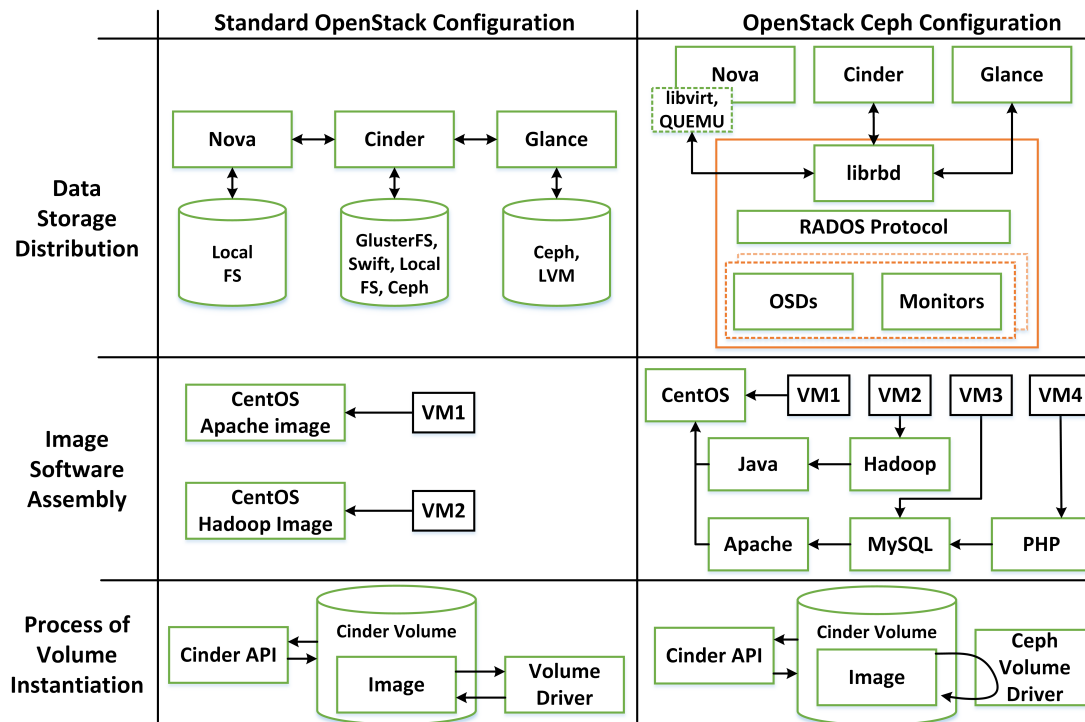 Standard OpenStack Configuration
OpenStack Ceph Configuration
Data
Storage
Distribution
Nova
Cinder
Glance
Local
FS
GlusterFS,
Swift, Local
FS, Ceph
Ceph,
LVM
Nova
Cinder
Glance
libvirt,
QUEMU
librbd
RADOS Protocol
OSDs
Monitors
Image
Software
Assembly
CentOS
Apache image
VM1
CentOS
Hadoop Image
VM2
CentOS
VM1
VM2
VM3
VM4
Java
Hadoop
Apache
MySQL
PHP
Process of
Volume
Instantiation
Cinder API
Cinder Volume
Image
Volume
Driver
Cinder API
Cinder Volume
Image
Ceph
Volume
Driver